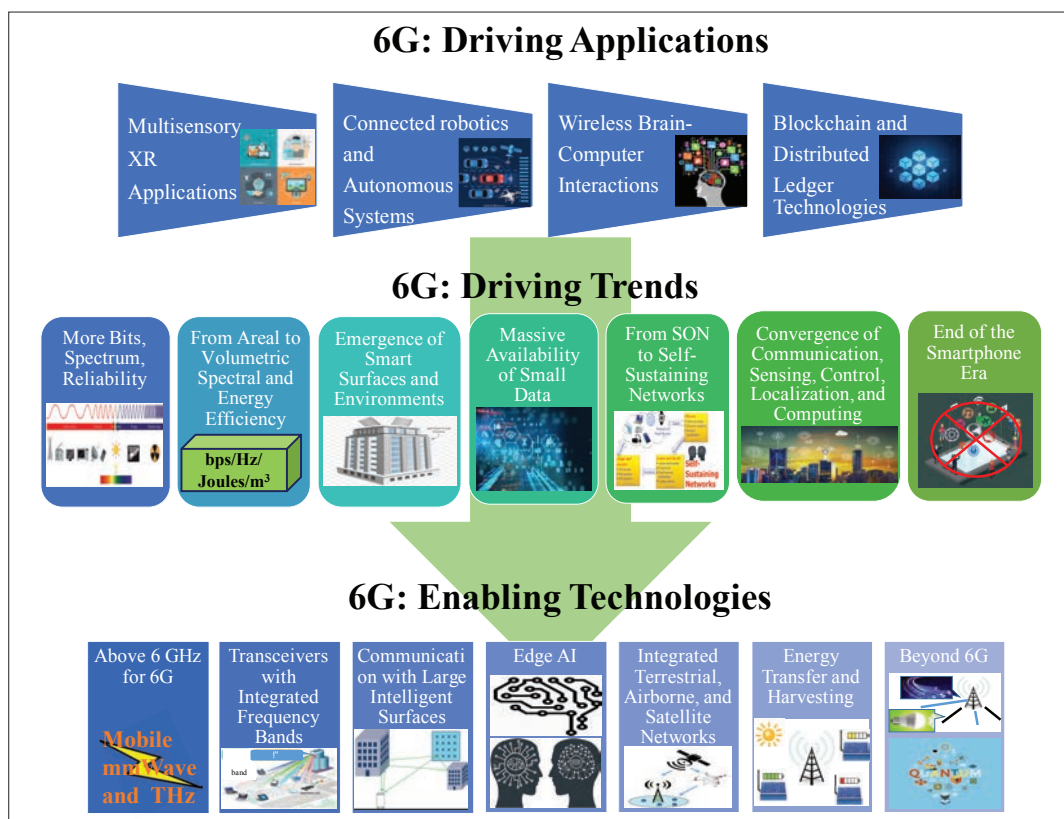 6G: Driving Applications
Multisensory
XR
Applications
Connected robotics
and
Autonomous
Systems
Wireless Brain-
Computer
Interactions
Blockchain and
Distributed
Ledger
Technologies
6G: Driving Trends
More Bits,
Spectrum,
Reliability
From Areal to
Volumetric
Spectral and
Energy
Efficiency
bps/Hz/
Joules/m³
Emergence of
Smart
Surfaces and
Environments
Massive
Availability
of Small
Data
From SON
to Self-
Sustaining
Networks
Self-
Sustaining
Networks
Convergence of
Communication,
Sensing, Control,
Localization, and
Computing
End of the
Smartphone
Era
6G: Enabling Technologies
Above 6 GHz
for 6G
Mobile
mmWave
and THz
Transceivers
with
Integrated
Frequency
Bands
band
Communicati
on with Large
Intelligent
Surfaces
Edge AI
Integrated
Terrestrial,
Airborne, and
Satellite
Networks
Energy
Transfer and
Harvesting
Beyond 6G
QUANTUM